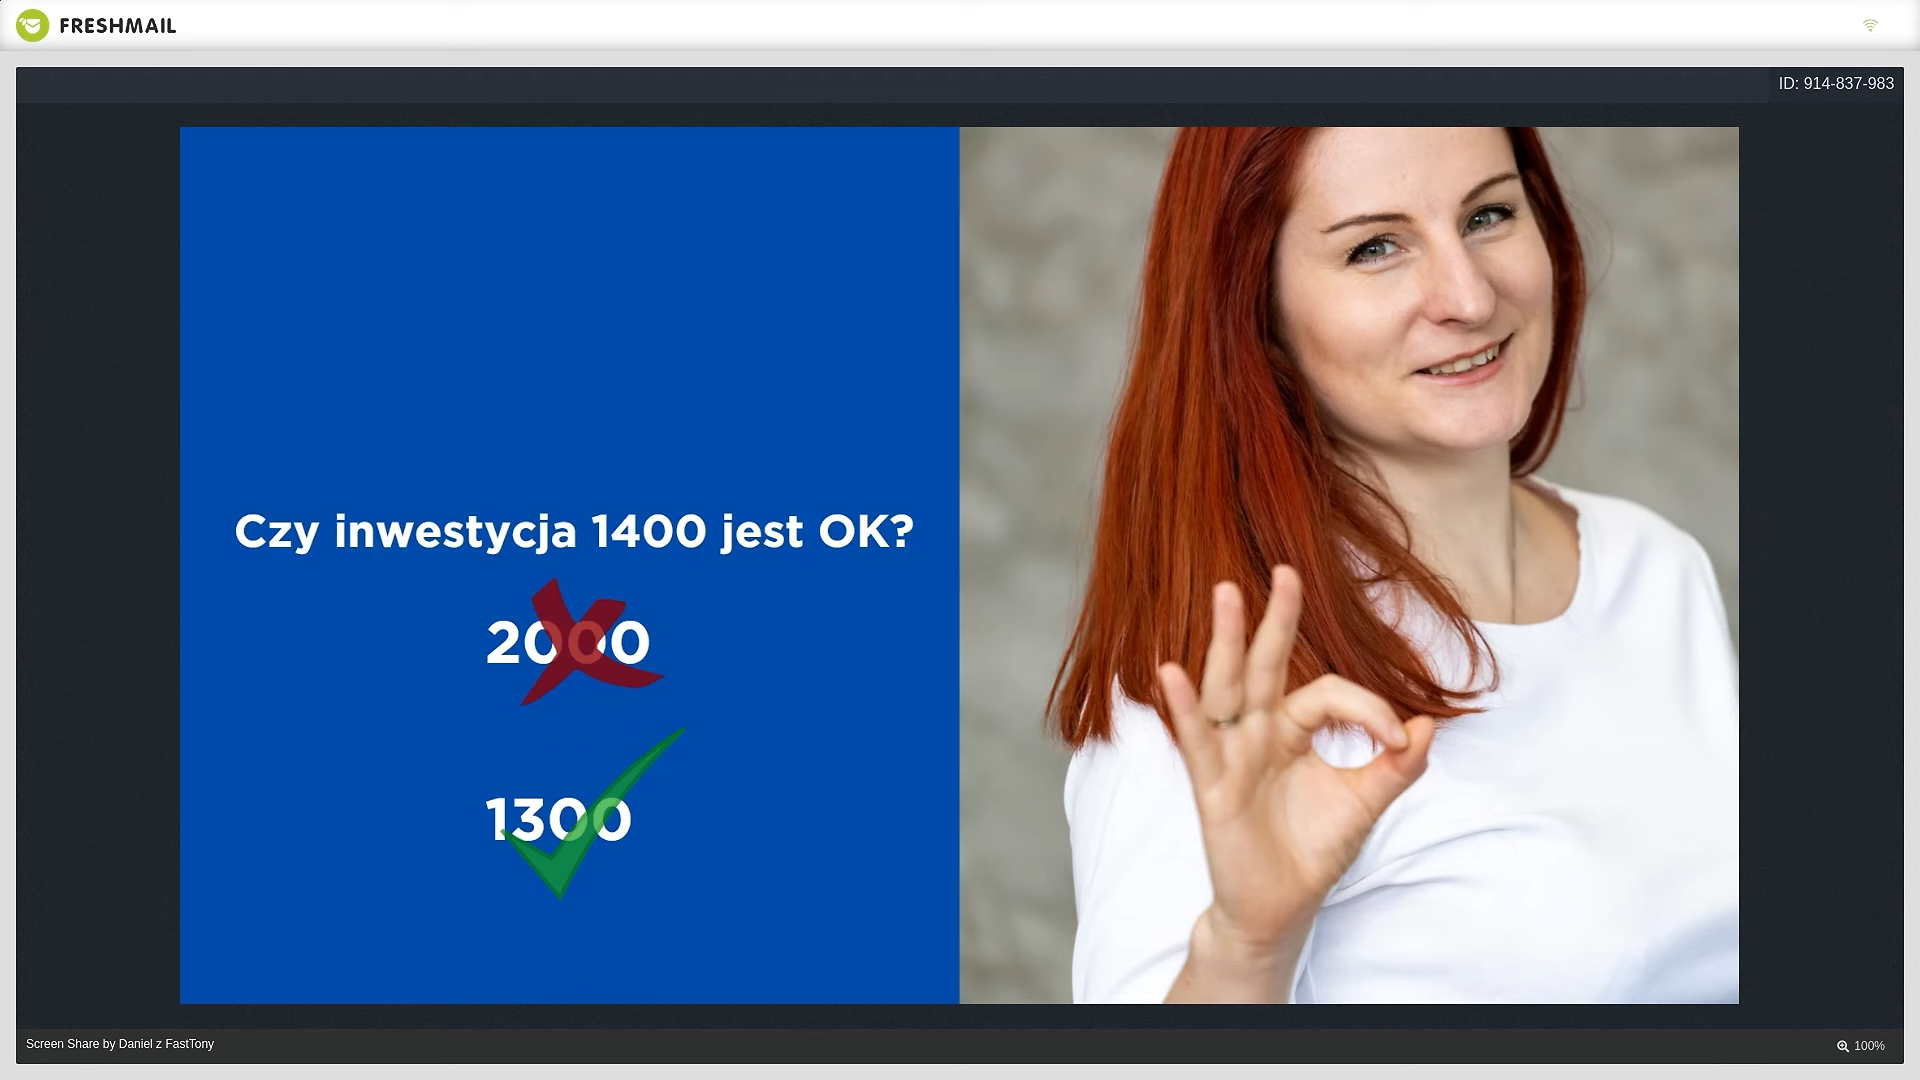 FRESHMAIL
ID: 914-837-983
Czy inwestycja 1400 jest OK?
2000
1300
Screen Share by Daniel z FastTony
100%